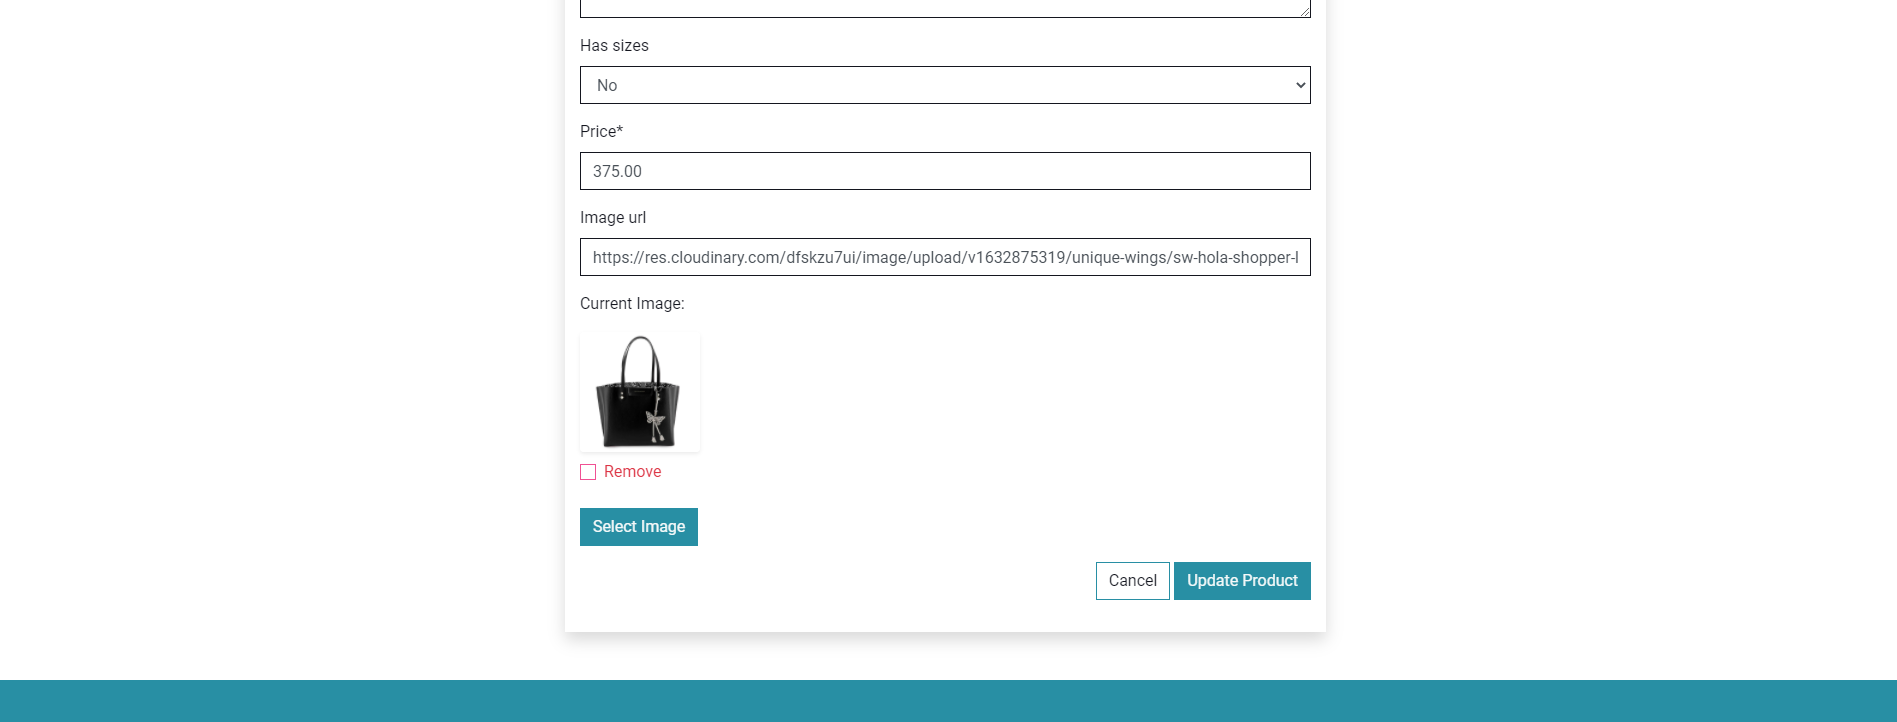 Has sizes
No
Price*
375.00
Image url
https://res.cloudinary.com/dfskzu7ui/image/upload/v1632875319/unique-wings/sw-hola-shopper-l
Current Image:
Remove
Select Image
Cancel
Update Product